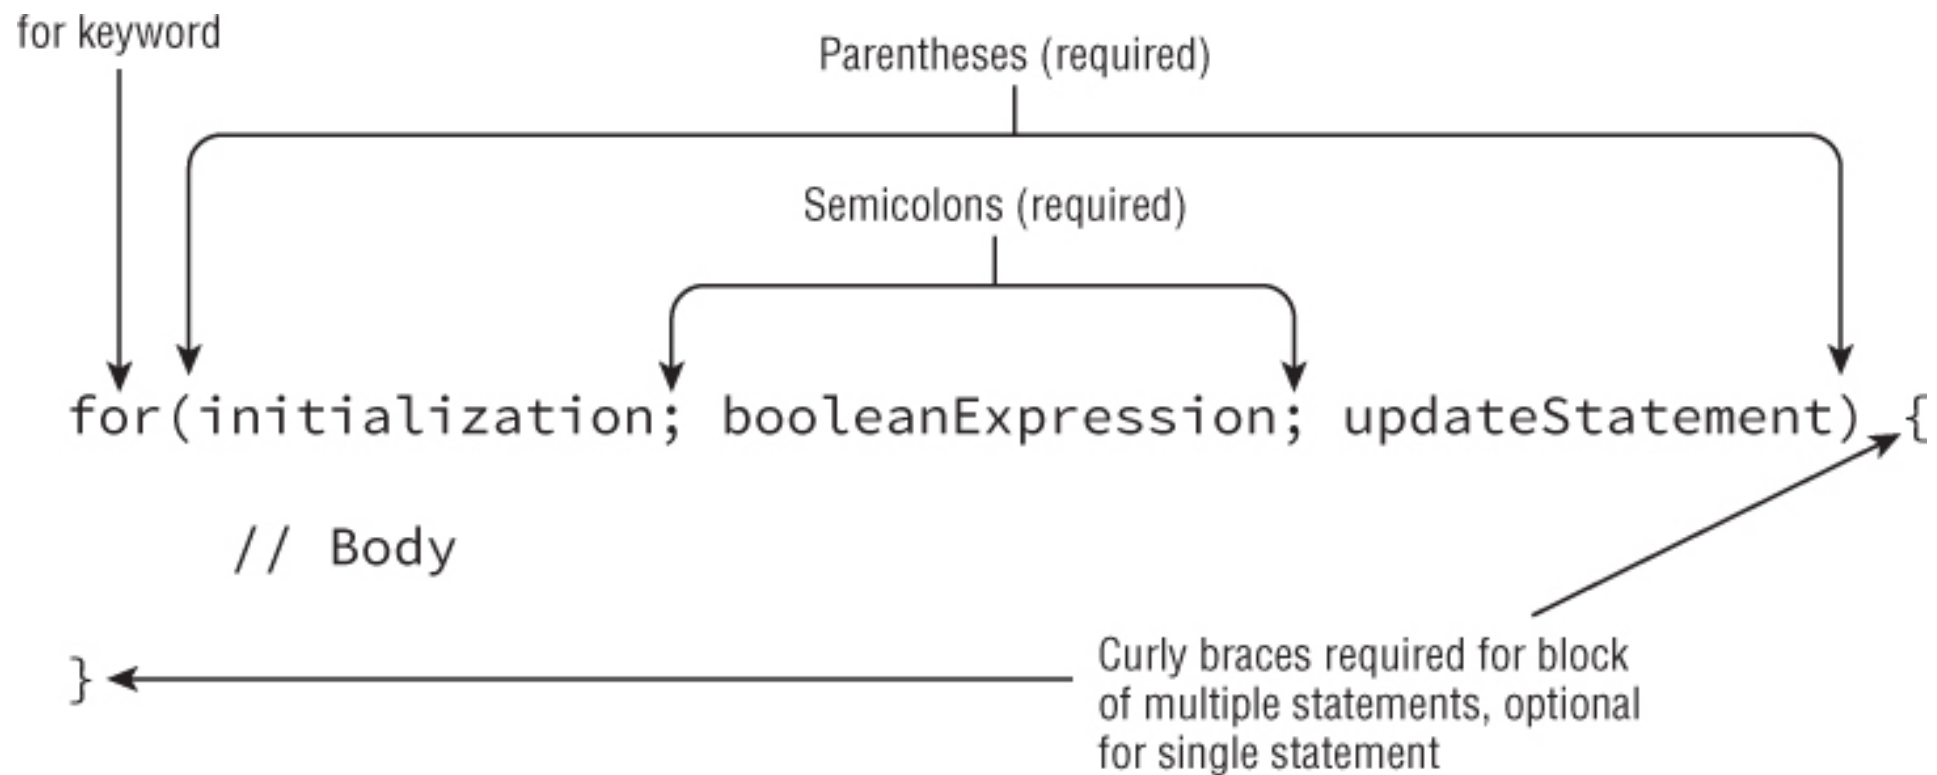 for keyword
Parentheses (required)
Semicolons (required)
for(initialization; booleanExpression; updateStatement) {
// Body
}
Curly braces required for block
of multiple statements, optional
for single statement